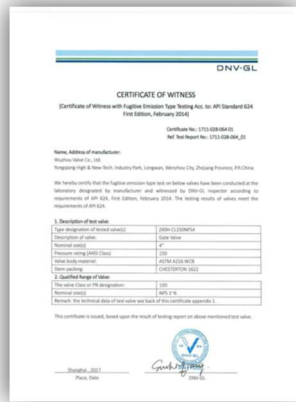 DNV·GL
CERTIFICATE OF WITNESS
(Certificate of Witness with Fugitive Emission Type Testing Acc. to: API Standard 624
First Edition, February 2014)
Certificate No.: 1711-028-064 01
Ref. Test Report No.: 1711-028-064_01
Name, Address of manufacturer:
Wuzhou Valve Co., Ltd.
Yongqiang High & New-Tech. Industry Park, Longwan, Wenzhou City, Zhejiang Province, P.R.China
We hereby certify that the fugitive emission type test on below valves have been conducted at the
laboratory designated by manufacturer and witnessed by DNV-GL inspector according to
requirements of API 624, First Edition, February 2014. The testing results of valves meet the
requirements of API 624.
1. Description of test valve:
Type designation of tested valve(s)
Description of valve: Gate Valve
Nominal size(s) 4"
Pressure rating (ANSI Class) 150
Valve body material: ASTM A216 WCB
Stem packing: CHESTERTON 1622
2. Qualified Range of Valve:
The valve Class or PN designation: 150
Nominal size(s)
Remark: the technical data of test valve see back of this certificate appendix 1.
This certificate is issued, based upon the result of testing report on above mentioned test valve.
Shanghai, 2017
Place, Date DNV-GL